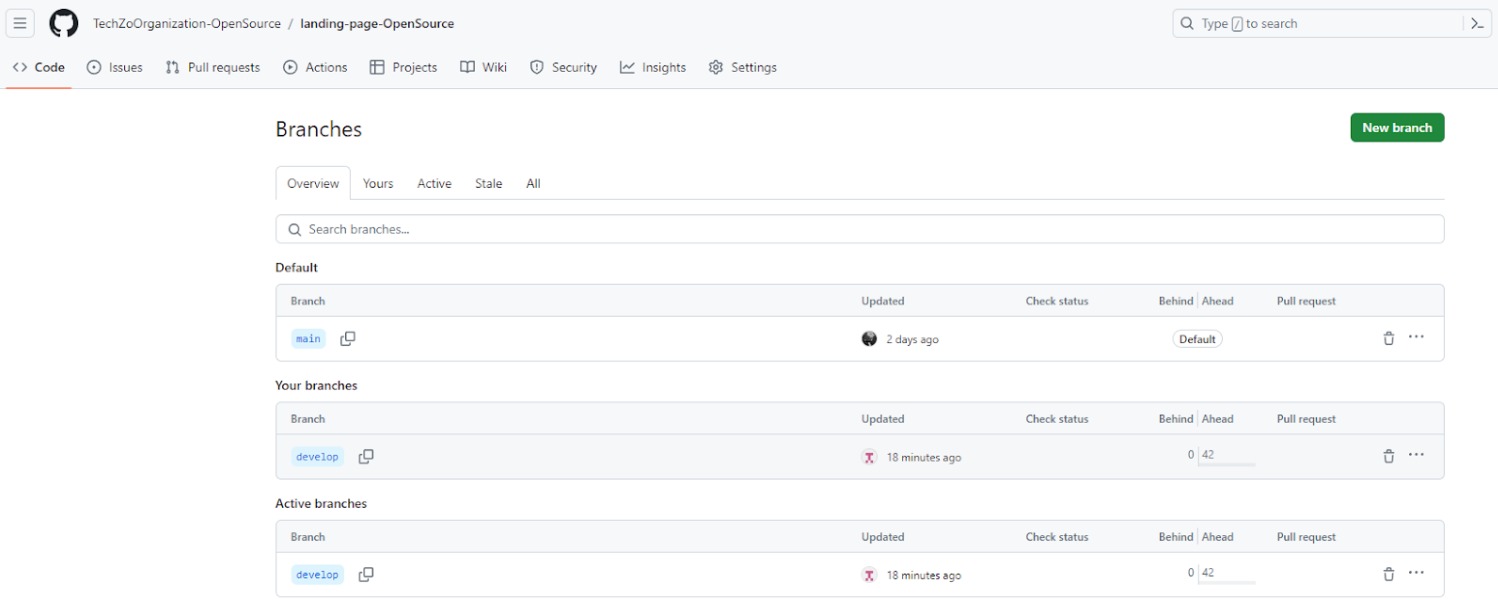 TechZoOrganization-OpenSource / landing-page-OpenSource
Type / to search
Code Issues Pull requests Actions Projects Wiki Security Insights Settings
Branches
New branch
Overview Yours Active Stale All
Search branches...
Default
Branch Updated Check status Behind Ahead Pull request
main 2 days ago Default
Your branches
Branch Updated Check status Behind Ahead Pull request
develop 18 minutes ago 0 42
Active branches
Branch Updated Check status Behind Ahead Pull request
develop 18 minutes ago 0 42